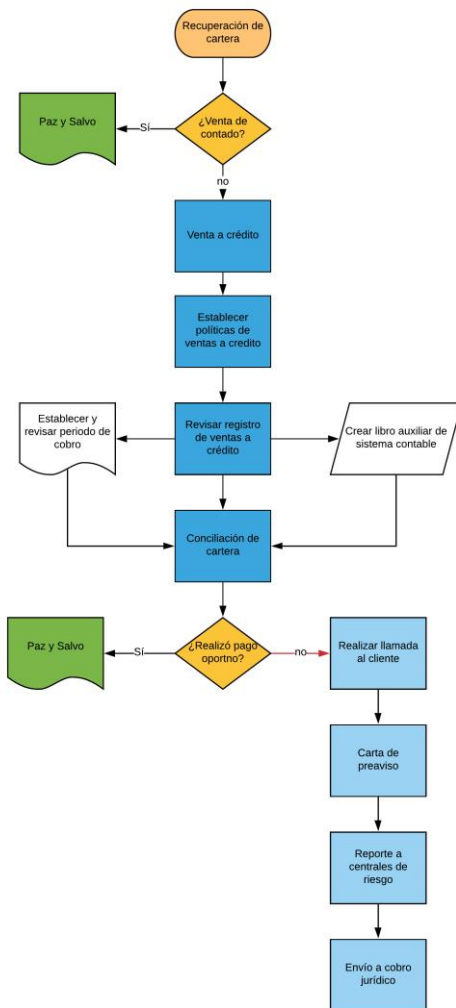 Recuperación de
cartera
¿Venta de
contado?
Sí
Paz y Salvo
no
Venta a crédito
Establecer
políticas de
ventas a credito
Establecer y
revisar periodo de
cobro
Revisar registro
de ventas a
crédito
Crear libro auxiliar de
sistema contable
Conciliación de
cartera
Paz y Salvo
Sí
¿Realizó pago
oportno?
no
Realizar llamada
al cliente
Carta de
preaviso
Reporte a
centrales de
riesgo
Envío a cobro
jurídico